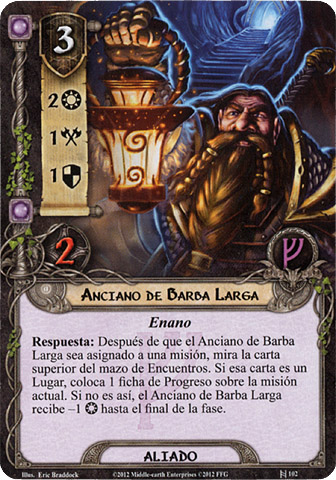 3
2
1
1
2
Anciano de Barba Larga
Enano
Respuesta: Después de que el Anciano de Barba
Larga sea asignado a una misión, mira la carta
superior del mazo de Encuentros. Si esa carta es un
Lugar, coloca 1 ficha de Progreso sobre la misión
actual. Si no es así, el Anciano de Barba Larga
recibe –1 hasta el final de la fase.
ALIADO
Illus. Eric Braddock
©2012 Middle-earth Enterprises ©2012 FFG
102